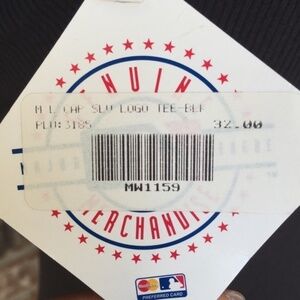 NUIN
M L CAP SLV LOGO TEE-BLK
PLU:3185 32.00
MW1159
MERCHANDISE
PREFERRED CARD